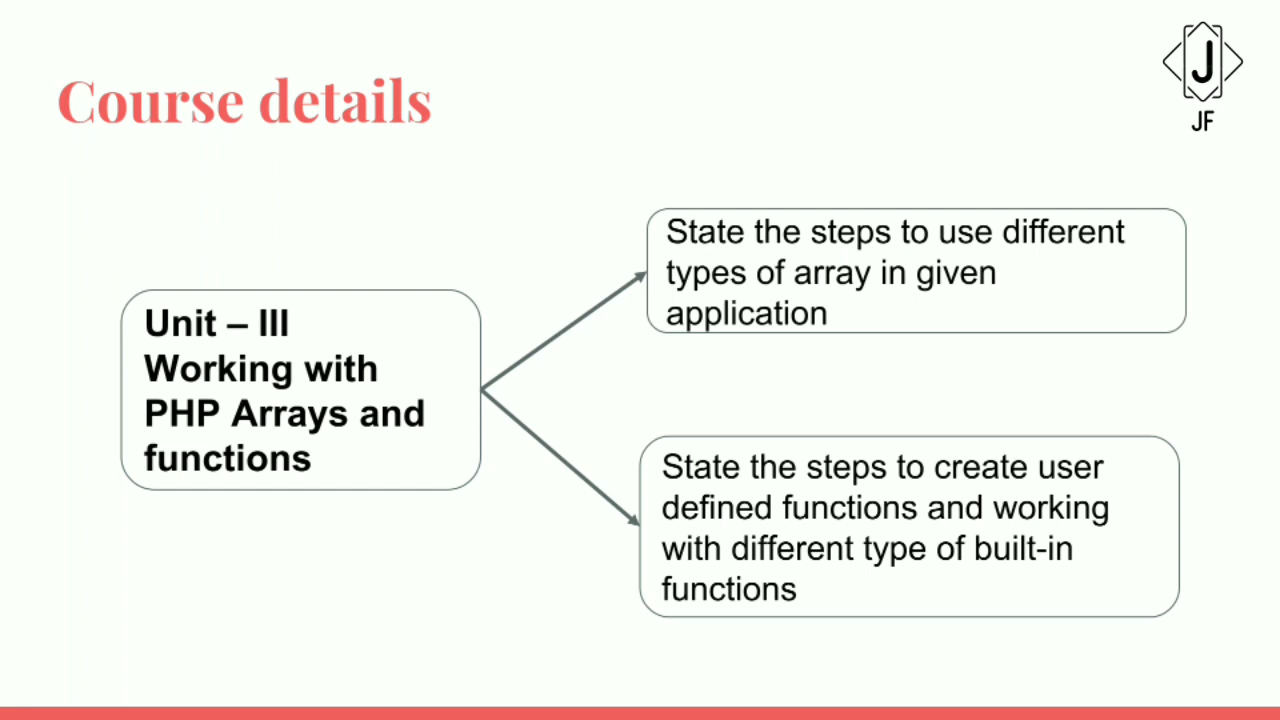 Course details
J
JF
Unit – III
Working with
PHP Arrays and
functions
State the steps to use different
types of array in given
application
State the steps to create user
defined functions and working
with different type of built-in
functions